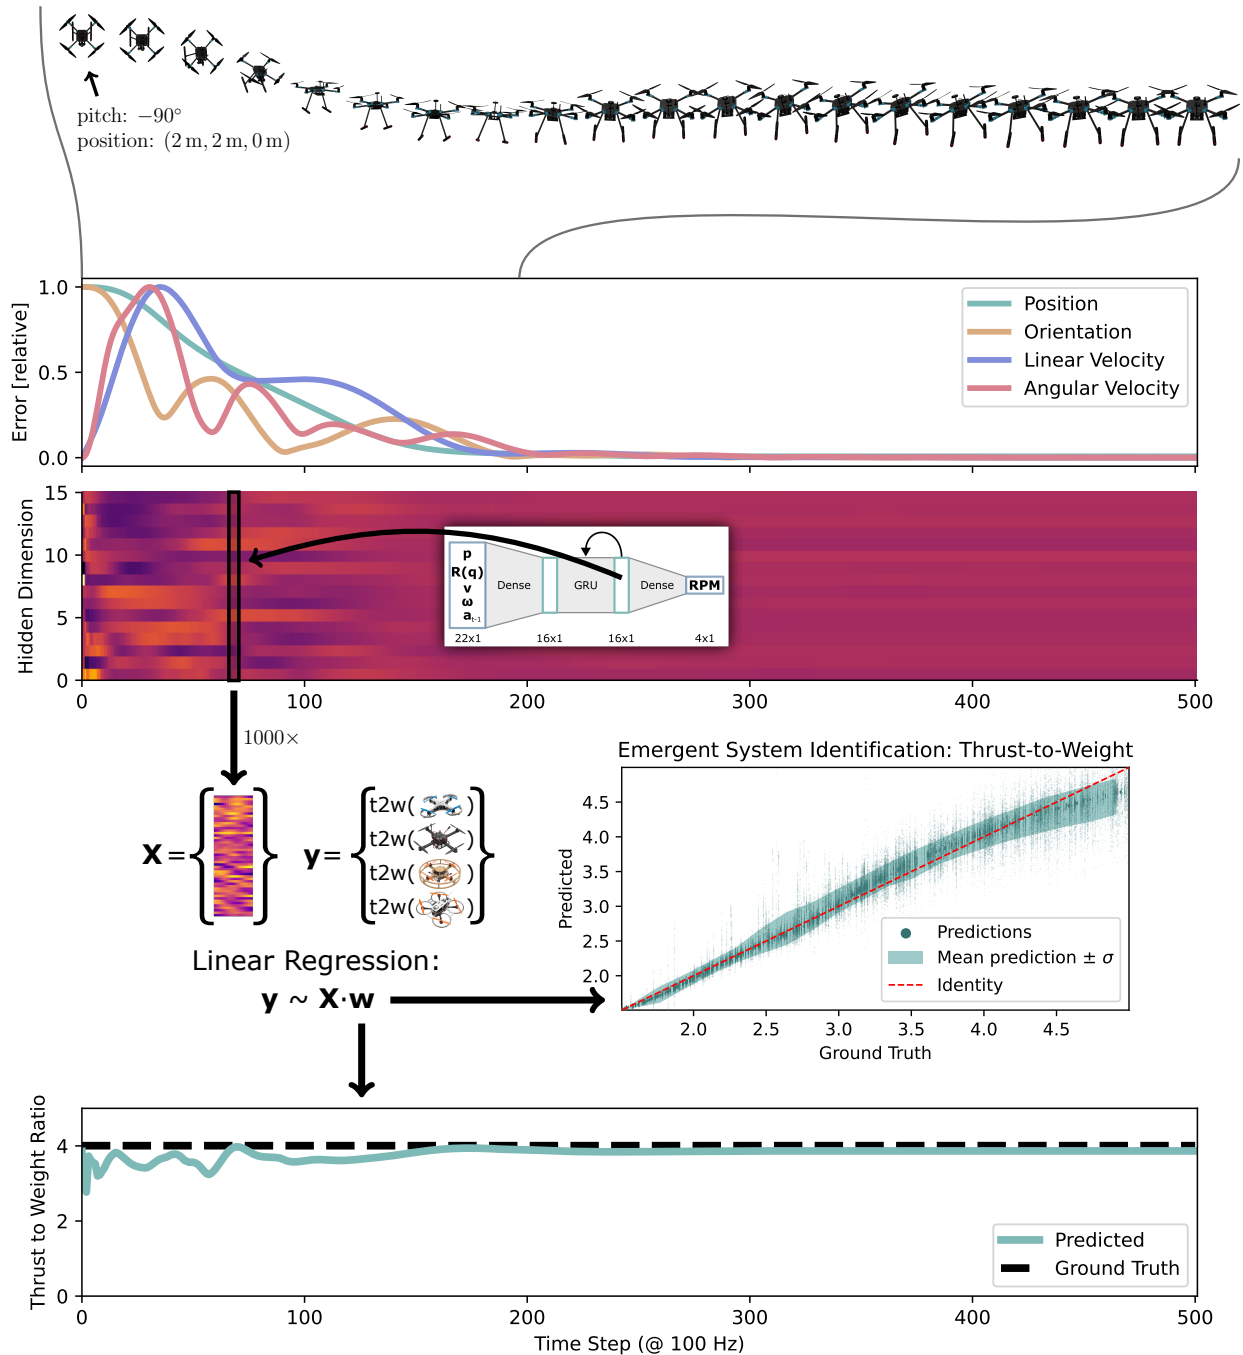 pitch: −90°
position: (2 m, 2 m, 0 m)
Error [relative]
1.0
0.5
0.0
Position
Orientation
Linear Velocity
Angular Velocity
Hidden Dimension
15
10
5
0
p
R(q)
v
ω
a t-1
Dense
GRU
Dense
RPM
22x1
16x1
16x1
4x1
0
100
200
300
400
500
1000×
X =
y=
t2w( )
t2w( )
t2w( )
t2w( )
Linear Regression:
y ~ X·w
Emergent System Identification: Thrust-to-Weight
Predicted
4.5
4.0
3.5
3.0
2.5
2.0
Predictions
Mean prediction ± σ
Identity
2.0
2.5
3.0
3.5
4.0
4.5
Ground Truth
Thrust to Weight Ratio
4
2
0
Predicted
Ground Truth
0
100
200
300
400
500
Time Step (@ 100 Hz)